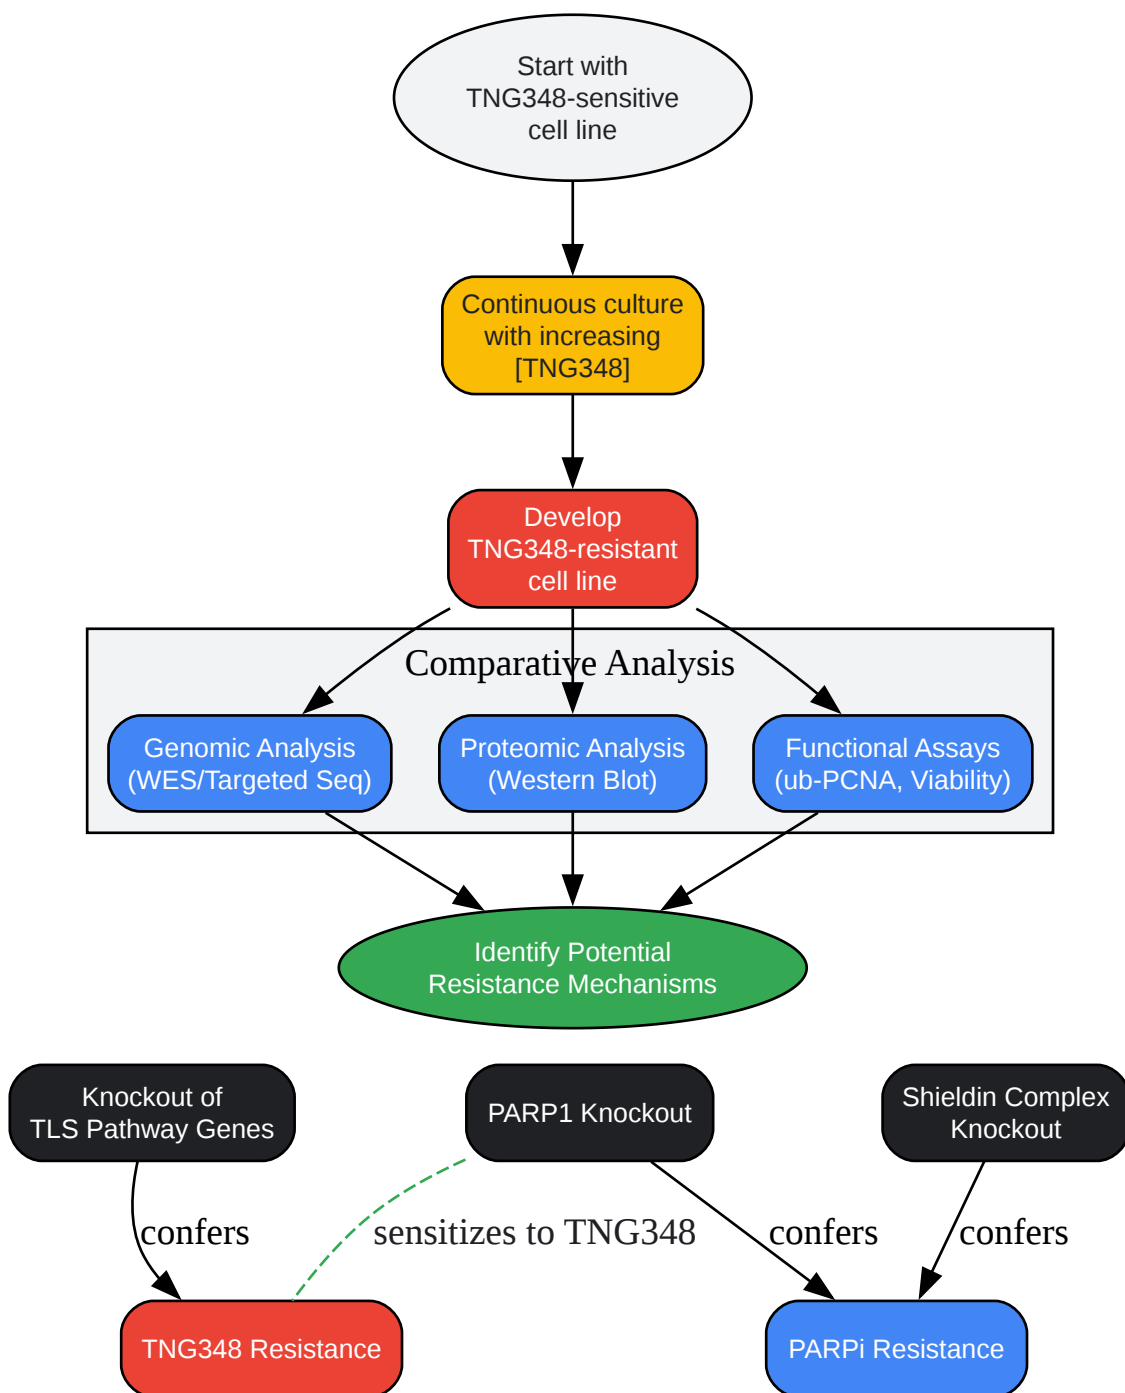 Start with
TNG348-sensitive
cell line
Continuous culture
with increasing
[TNG348]
Develop
TNG348-resistant
cell line
Comparative Analysis
Genomic Analysis
(WES/Targeted Seq)
Proteomic Analysis
(Western Blot)
Functional Assays
(ub-PCNA, Viability)
Identify Potential
Resistance Mechanisms
Knockout of
TLS Pathway Genes
PARP1 Knockout
Shieldin Complex
Knockout
confers
sensitizes to TNG348
confers
confers
TNG348 Resistance
PARPi Resistance